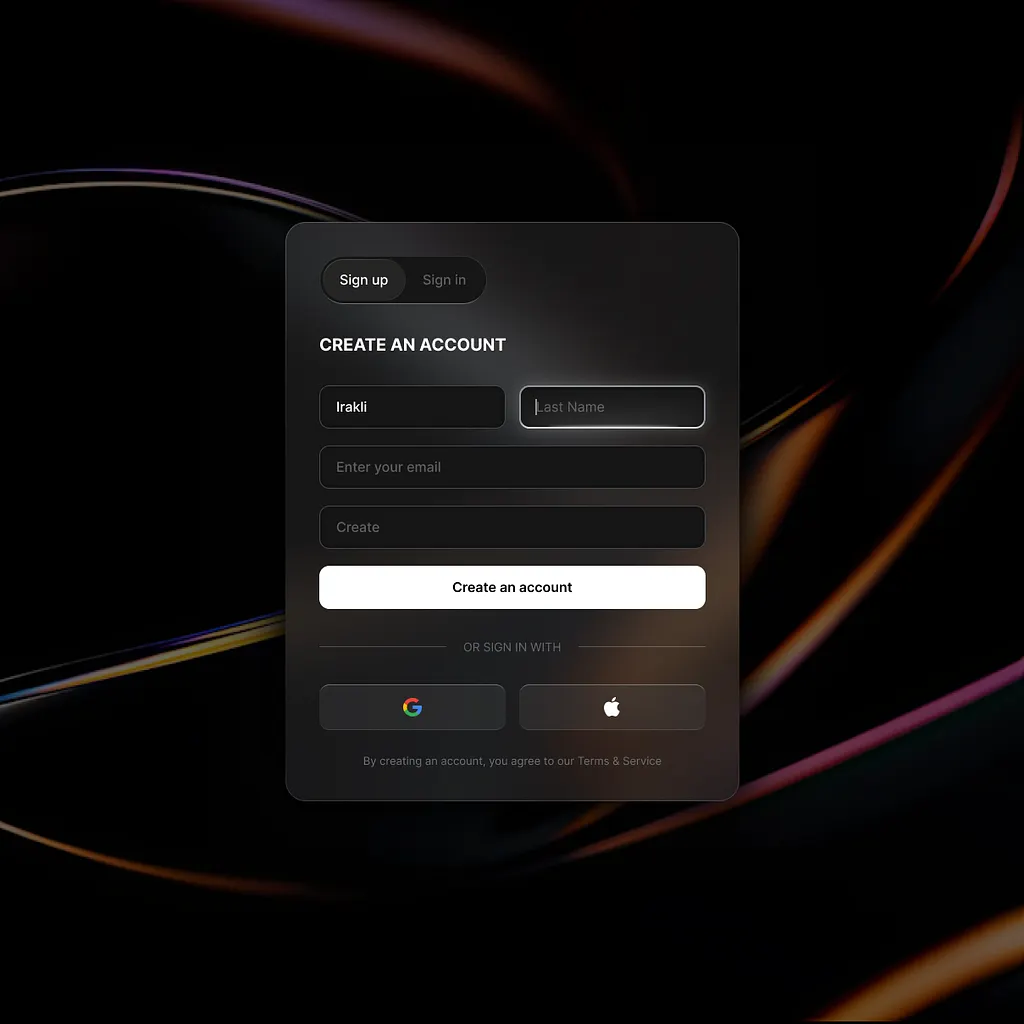 Sign up Sign in
CREATE AN ACCOUNT
Irakli Last Name
Enter your email
Create
Create an account
OR SIGN IN WITH
By creating an account, you agree to our Terms & Service